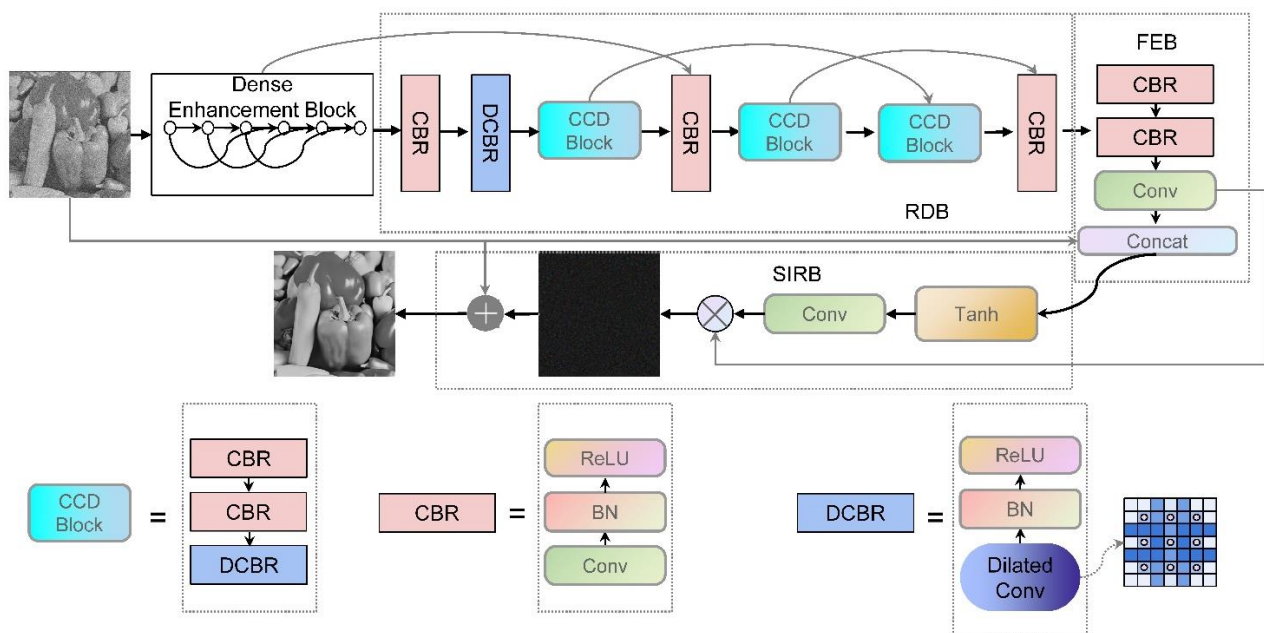 Dense
Enhancement Block
CBR
DCBR
CCD
Block
CBR
CCD
Block
CCD
Block
CBR
RDB
FEB
CBR
CBR
Conv
Concat
SIRB
Conv
Tanh
CCD
Block
=
CBR
CBR
DCBR
CBR
=
ReLU
BN
Conv
DCBR
=
ReLU
BN
Dilated
Conv